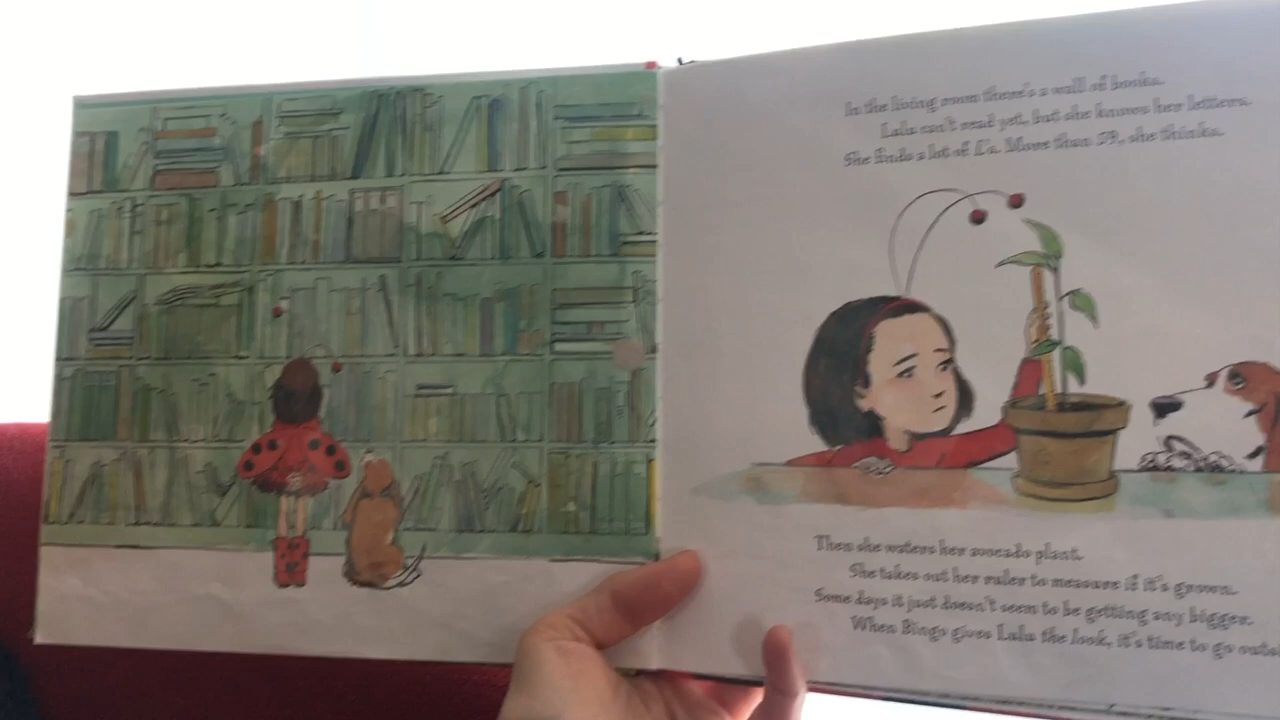 In the living room there's a wall of books.
Lulu can't read yet, but she knows her letters.
She finds a lot of L's. More than 29, she thinks.
Then she waters her avocado plant.
She takes out her ruler to measure if it's grown.
Some days it just doesn't seem to be getting any bigger.
When Bingo gives Lulu the look, it's time to go